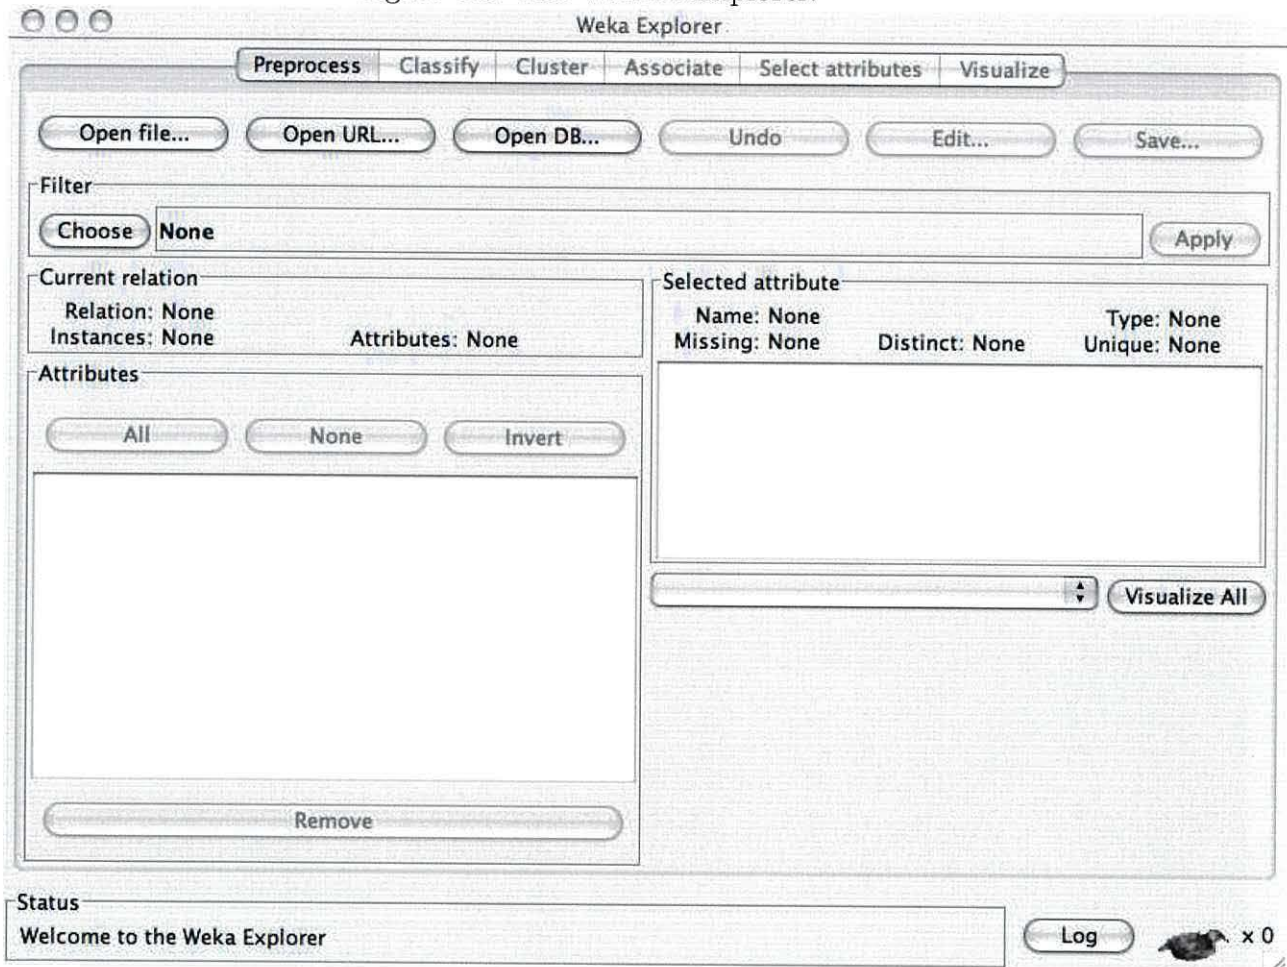 Weka Explorer
Preprocess Classify Cluster Associate Select attributes Visualize
Open file... Open URL... Open DB... Undo Edit... Save...
Filter
Choose None Apply
Current relation
Relation: None
Instances: None Attributes: None
Selected attribute
Name: None Type: None
Missing: None Distinct: None Unique: None
Attributes
All None Invert
Visualize All
Remove
Status
Welcome to the Weka Explorer
Log x 0